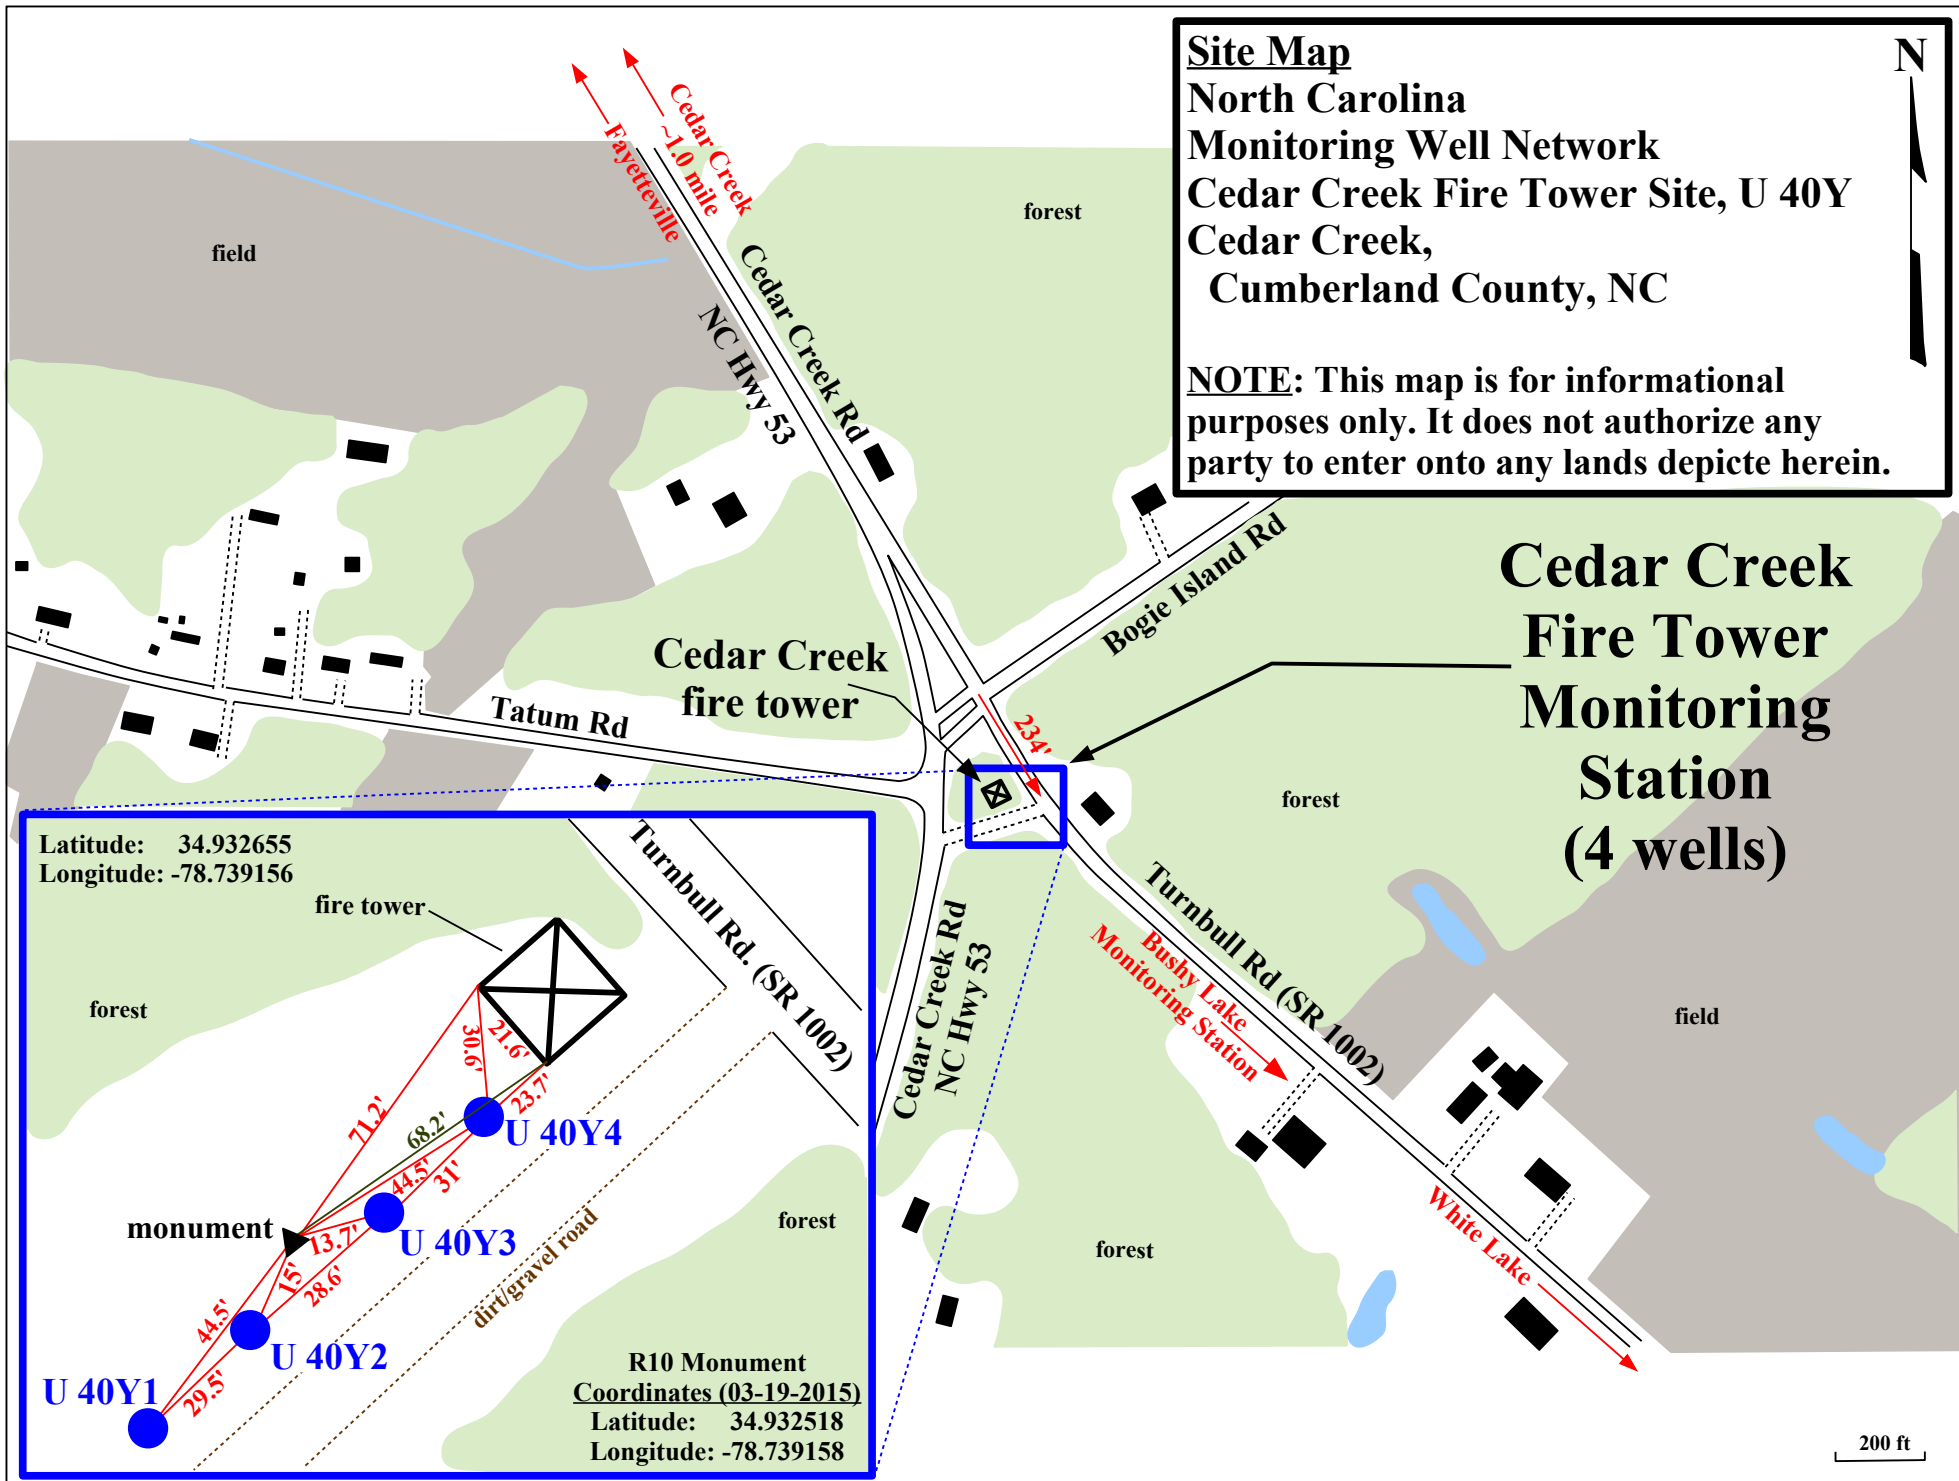 Site Map
North Carolina
Monitoring Well Network
Cedar Creek Fire Tower Site, U 40Y
Cedar Creek,
Cumberland County, NC
NOTE: This map is for informational
purposes only. It does not authorize any
party to enter onto any lands depicte herein.
N
Cedar Creek
~1.0 mile
Fayetteville
field
forest
Cedar Creek Rd
NC Hwy 53
Bogie Island Rd
Cedar Creek
fire tower
Tatum Rd
234'
Cedar Creek
Fire Tower
Monitoring
Station
(4 wells)
forest
Turnbull Rd (SR 1002)
Bushy Lake
Monitoring Station
Cedar Creek Rd
NC Hwy 53
field
forest
White Lake
200 ft
Latitude: 34.932655
Longitude: -78.739156
fire tower
Turnbull Rd. (SR 1002)
forest
30.6'
21.6'
23.7'
71.2'
68.2'
U 40Y4
44.5'
31'
monument
13.7'
U 40Y3
forest
15'
28.6'
dirt/gravel road
44.5'
U 40Y2
29.5'
U 40Y1
R10 Monument
Coordinates (03-19-2015)
Latitude: 34.932518
Longitude: -78.739158